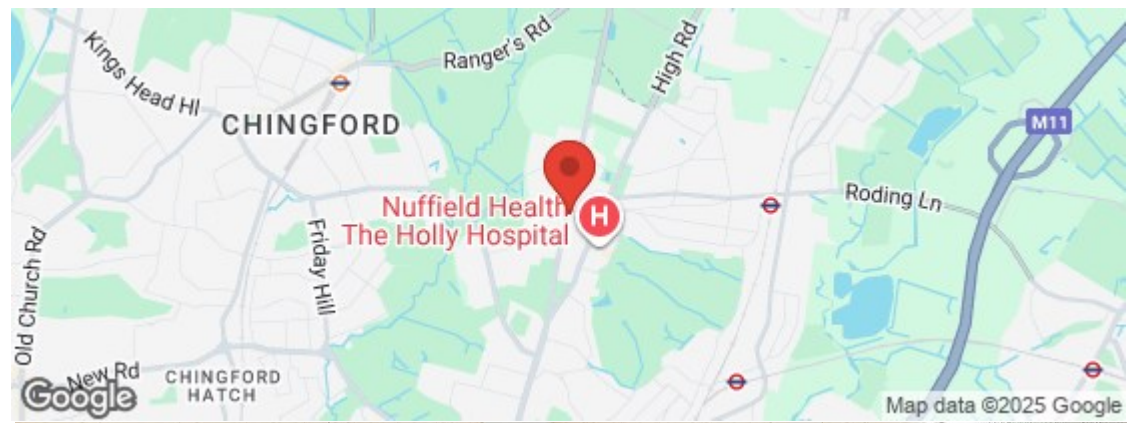 Ranger's Rd
High Rd
Kings Head Hl
CHINGFORD
M11
Roding Ln
Nuffield Health
The Holly Hospital
H
Friday Hill
Old Church Rd
New Rd
CHINGFORD
HATCH
Google
Map data ©2025 Google